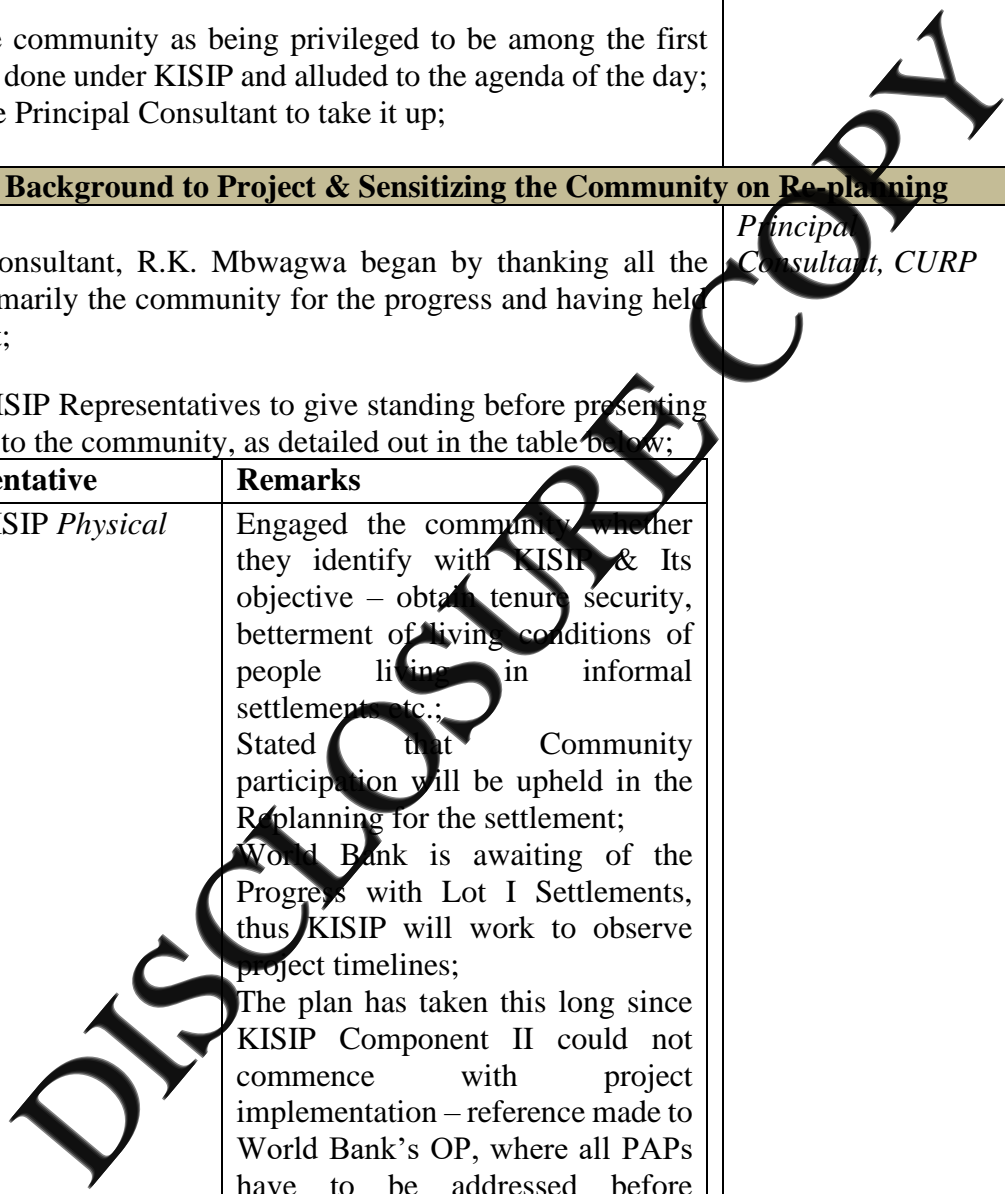 e community as being privileged to be among the first
done under KISIP and alluded to the agenda of the day;
e Principal Consultant to take it up;
Background to Project & Sensitizing the Community on Re-planning
Principal
Consultant, CURP
onsultant, R.K. Mbwagwa began by thanking all the
marily the community for the progress and having held
t;
ISIP Representatives to give standing before presenting
to the community, as detailed out in the table below;
entative Remarks
ISIP Physical Engaged the community whether
they identify with KISIP & Its
objective – obtain tenure security,
betterment of living conditions of
people living in informal
settlements etc.;
Stated that Community
participation will be upheld in the
Replanning for the settlement;
World Bank is awaiting of the
Progress with Lot I Settlements,
thus KISIP will work to observe
project timelines;
The plan has taken this long since
KISIP Component II could not
commence with project
implementation – reference made to
World Bank’s OP, where all PAPs
have to be addressed before
DISCLOSURE COPY